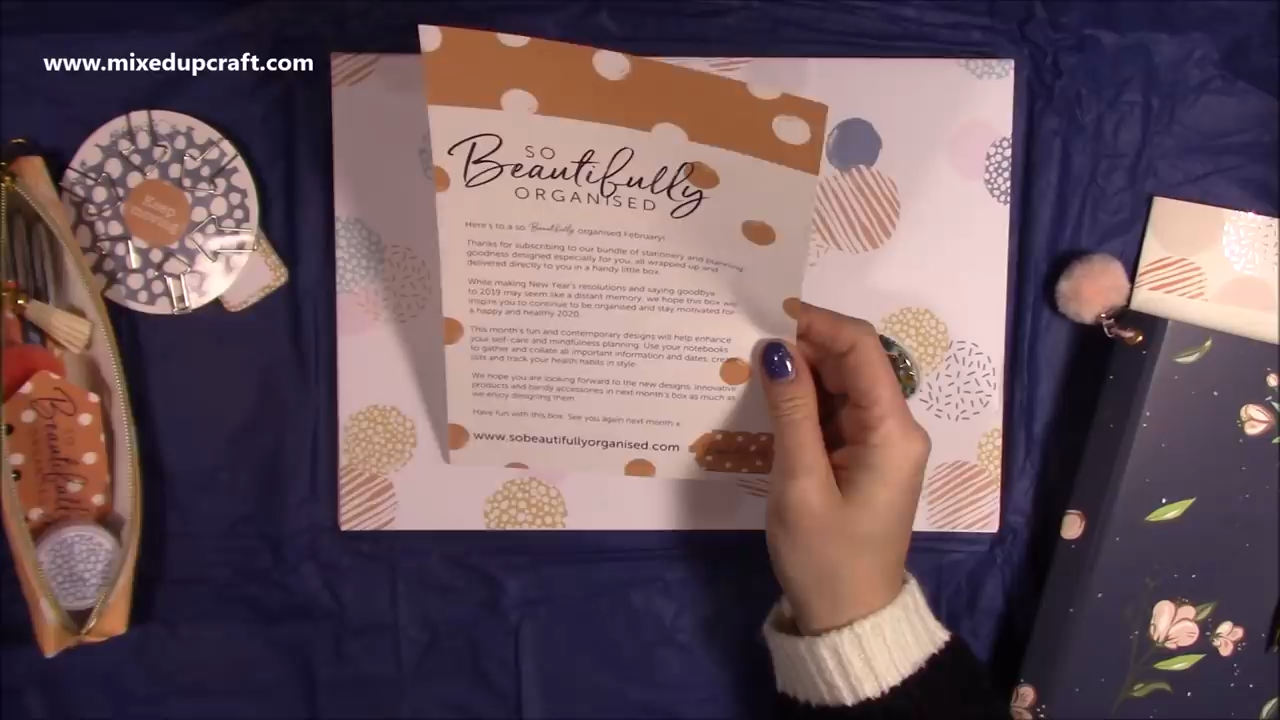 www.mixedupcraft.com
SO
Beautifully
ORGANISED
Here's to a so Beautifully organised February!
Thanks for subscribing to our bundle of stationery and planning
goodness designed especially for you, all wrapped up and
delivered directly to you in a handy little box.
While making New Year's resolutions and saying goodbye
to 2019 may seem like a distant memory, we hope this box will
inspire you to continue to be organised and stay motivated for
a happy and healthy 2020.
This month's fun and contemporary designs will help enhance
your self-care and mindfulness planning. Use your notebooks
to gather and collate all important information and dates,
lists and track your health habits in style.
We hope you are looking forward to the new designs, innovative
products and handy accessories in next month's box as much as
we enjoy designing them.
Have fun with this box. See you again next month x
www.sobeautifullyorganised.com
Keep
Beautifully